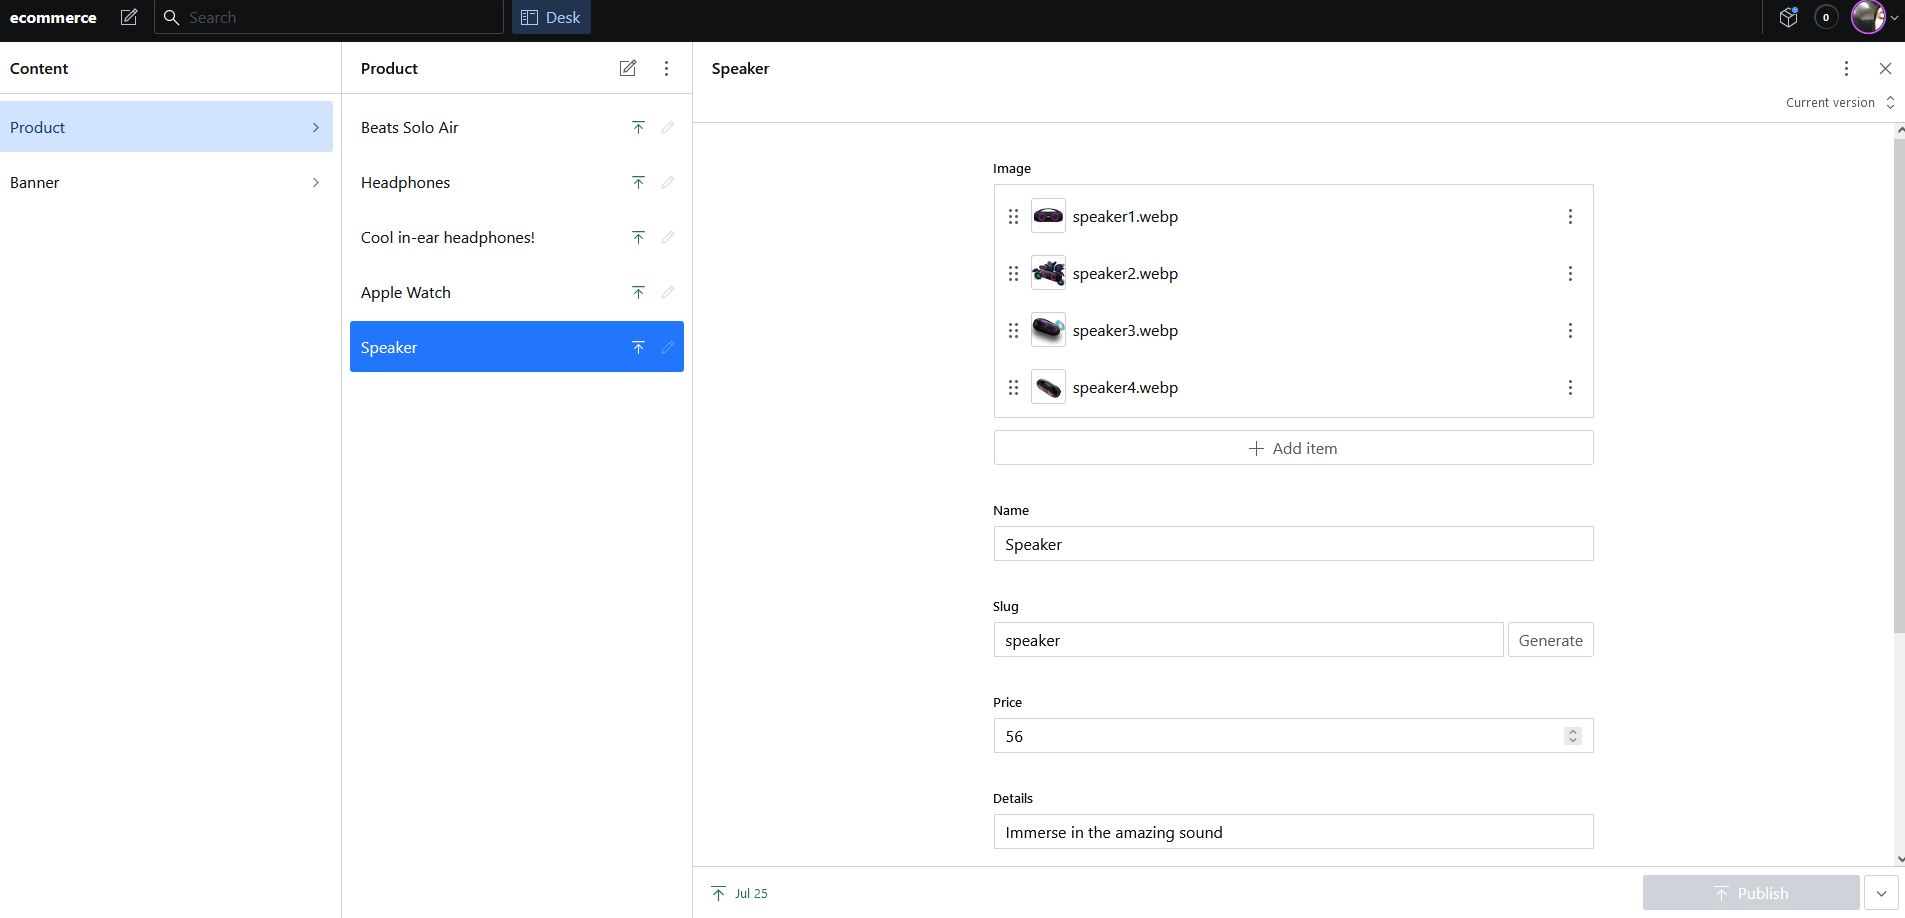 ecommerce
Search
Desk
0
Content
Product
Banner
Product
Beats Solo Air
Headphones
Cool in-ear headphones!
Apple Watch
Speaker
Speaker
Current version
Image
speaker1.webp
speaker2.webp
speaker3.webp
speaker4.webp
Add item
Name
Speaker
Slug
speaker
Generate
Price
56
Details
Immerse in the amazing sound
Jul 25
Publish